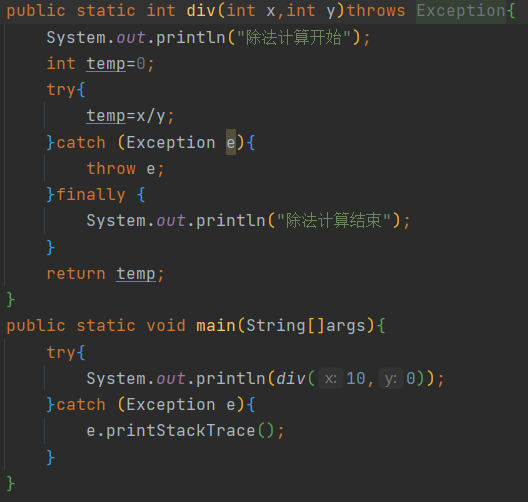 public static int div(int x,int y)throws Exception{
System.out.println("除法计算开始");
int temp=0;
try{
temp=x/y;
}catch (Exception e){
throw e;
}finally {
System.out.println("除法计算结束");
}
return temp;
}
public static void main(String[]args){
try{
System.out.println(div( x: 10, y: 0));
}catch (Exception e){
e.printStackTrace();
}
}